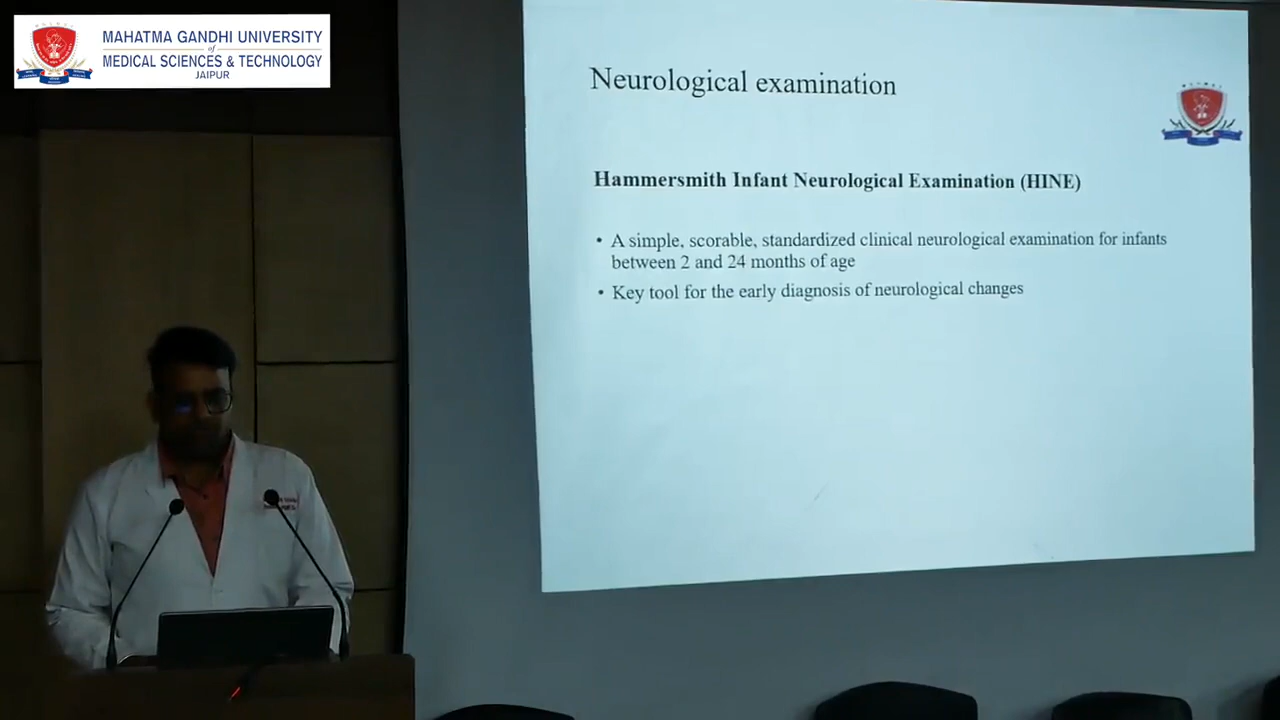 MAHATMA GANDHI UNIVERSITY
of
MEDICAL SCIENCES & TECHNOLOGY
JAIPUR
Neurological examination
Hammersmith Infant Neurological Examination (HINE)
• A simple, scorable, standardized clinical neurological examination for infants
between 2 and 24 months of age
• Key tool for the early diagnosis of neurological changes